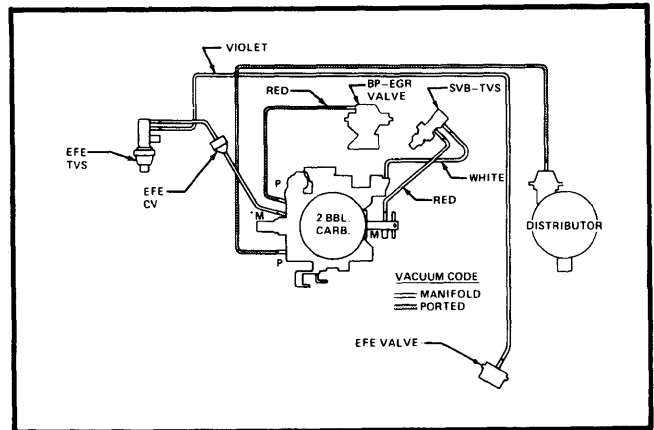 VIOLET
BP-EGR
VALVE
SVB-TVS
RED
EFE
TVS
EFE
CV
WHITE
RED
P
M
2 BBL.
CARB.
M
P
DISTRIBUTOR
VACUUM CODE
MANIFOLD
PORTED
EFE VALVE